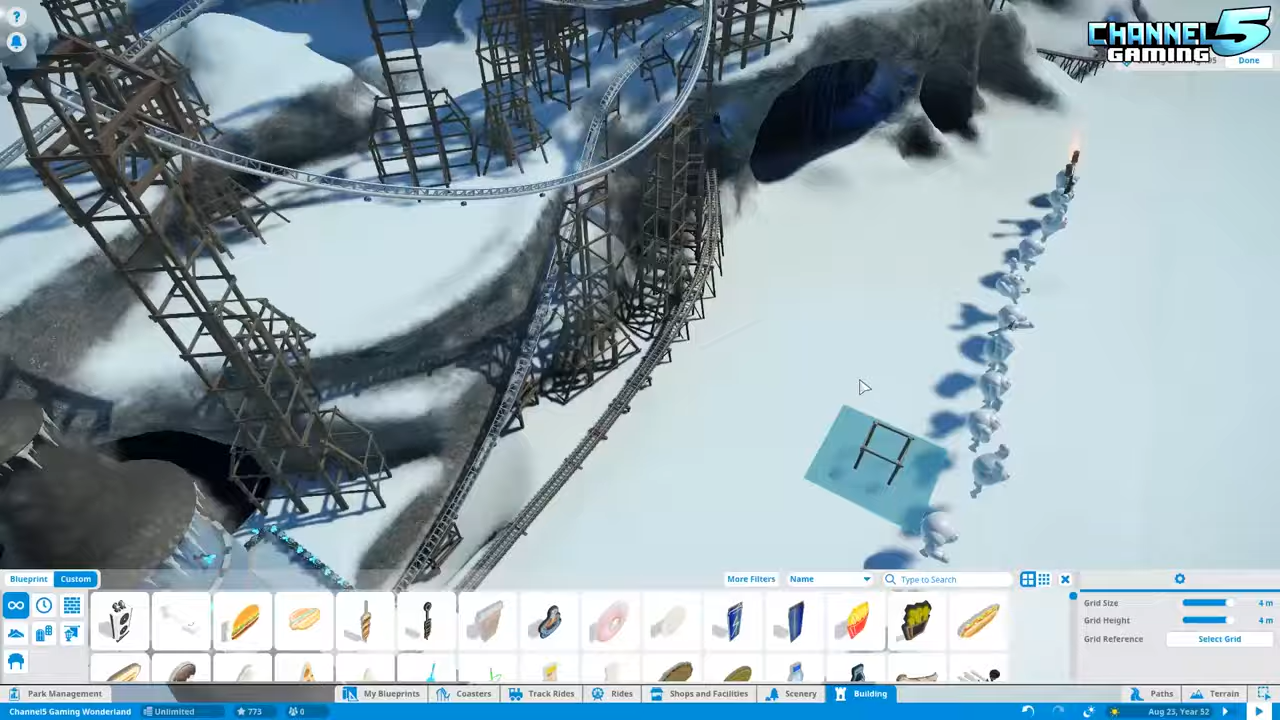 CHANNEL 5
GAMING
Done
Blueprint
Custom
More Filters
Name
Type to Search
Grid Size
4 m
Grid Height
4 m
Grid Reference
Select Grid
Park Management
My Blueprints
Coasters
Track Rides
Rides
Shops and Facilities
Scenery
Building
Paths
Terrain
Channel5 Gaming Wonderland
Unlimited
773
0
Aug 23, Year 52